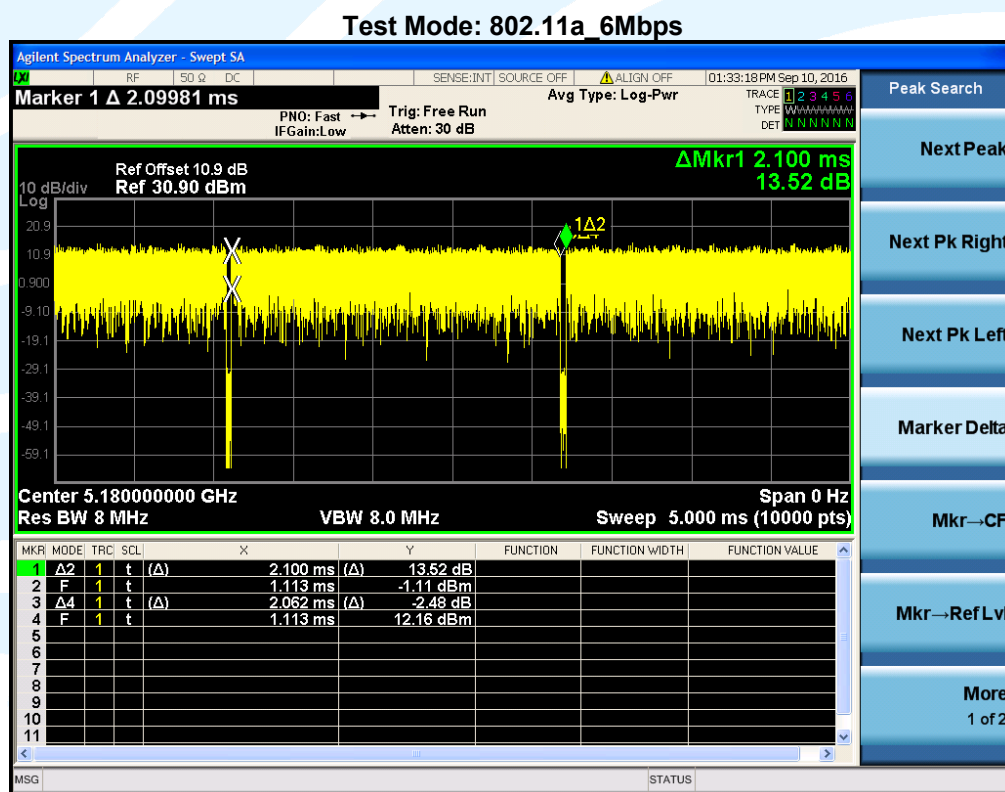 Test Mode: 802.11a_6Mbps
Agilent Spectrum Analyzer - Swept SA
LXI RF 50 Ω DC SENSE:INT SOURCE OFF ALIGN OFF 01:33:18 PM Sep 10, 2016
Marker 1 Δ 2.09981 ms
PNO: Fast
IFGain:Low
Trig: Free Run
Atten: 30 dB
Avg Type: Log-Pwr
TRACE 1 2 3 4 5 6
TYPE WWWWWW
DET N N N N N N
Ref Offset 10.9 dB
10 dB/div Ref 30.90 dBm
Log
ΔMkr1 2.100 ms
13.52 dB
20.9
10.9
0.900
-9.10
-19.1
-29.1
-39.1
-49.1
-59.1
1Δ2
Center 5.180000000 GHz Span 0 Hz
Res BW 8 MHz VBW 8.0 MHz Sweep 5.000 ms (10000 pts)
MKR MODE TRC SCL X Y FUNCTION FUNCTION WIDTH FUNCTION VALUE
1 Δ2 1 t (Δ) 2.100 ms (Δ) 13.52 dB
2 F 1 t 1.113 ms -1.11 dBm
3 Δ4 1 t (Δ) 2.062 ms (Δ) -2.48 dB
4 F 1 t 1.113 ms 12.16 dBm
5
6
7
8
9
10
11
MSG STATUS
Peak Search
Next Peak
Next Pk Right
Next Pk Left
Marker Delta
Mkr→CF
Mkr→Ref Lvl
More
1 of 2